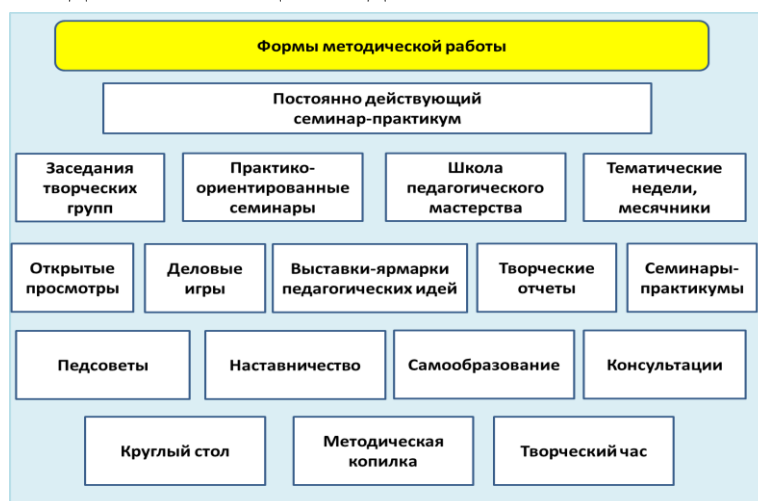 Формы методической работы
Постоянно действующий
семинар-практикум
Заседания
творческих
групп
Практико-
ориентированные
семинары
Школа
педагогического
мастерства
Тематические
недели,
месячники
Открытые
просмотры
Деловые
игры
Выставки-ярмарки
педагогических идей
Творческие
отчеты
Семинары-
практикумы
Педсоветы
Наставничество
Самообразование
Консультации
Круглый стол
Методическая
копилка
Творческий час